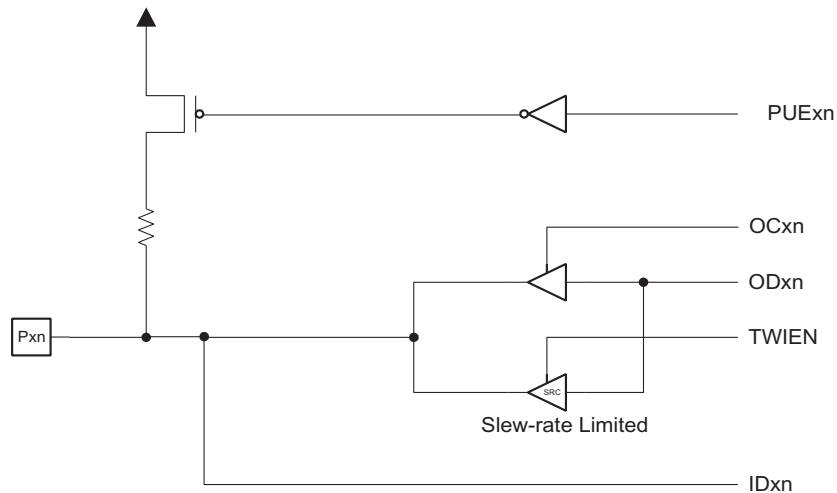 PUExn
OCxn
ODxn
Pxn
TWIEN
SRC
Slew-rate Limited
IDxn